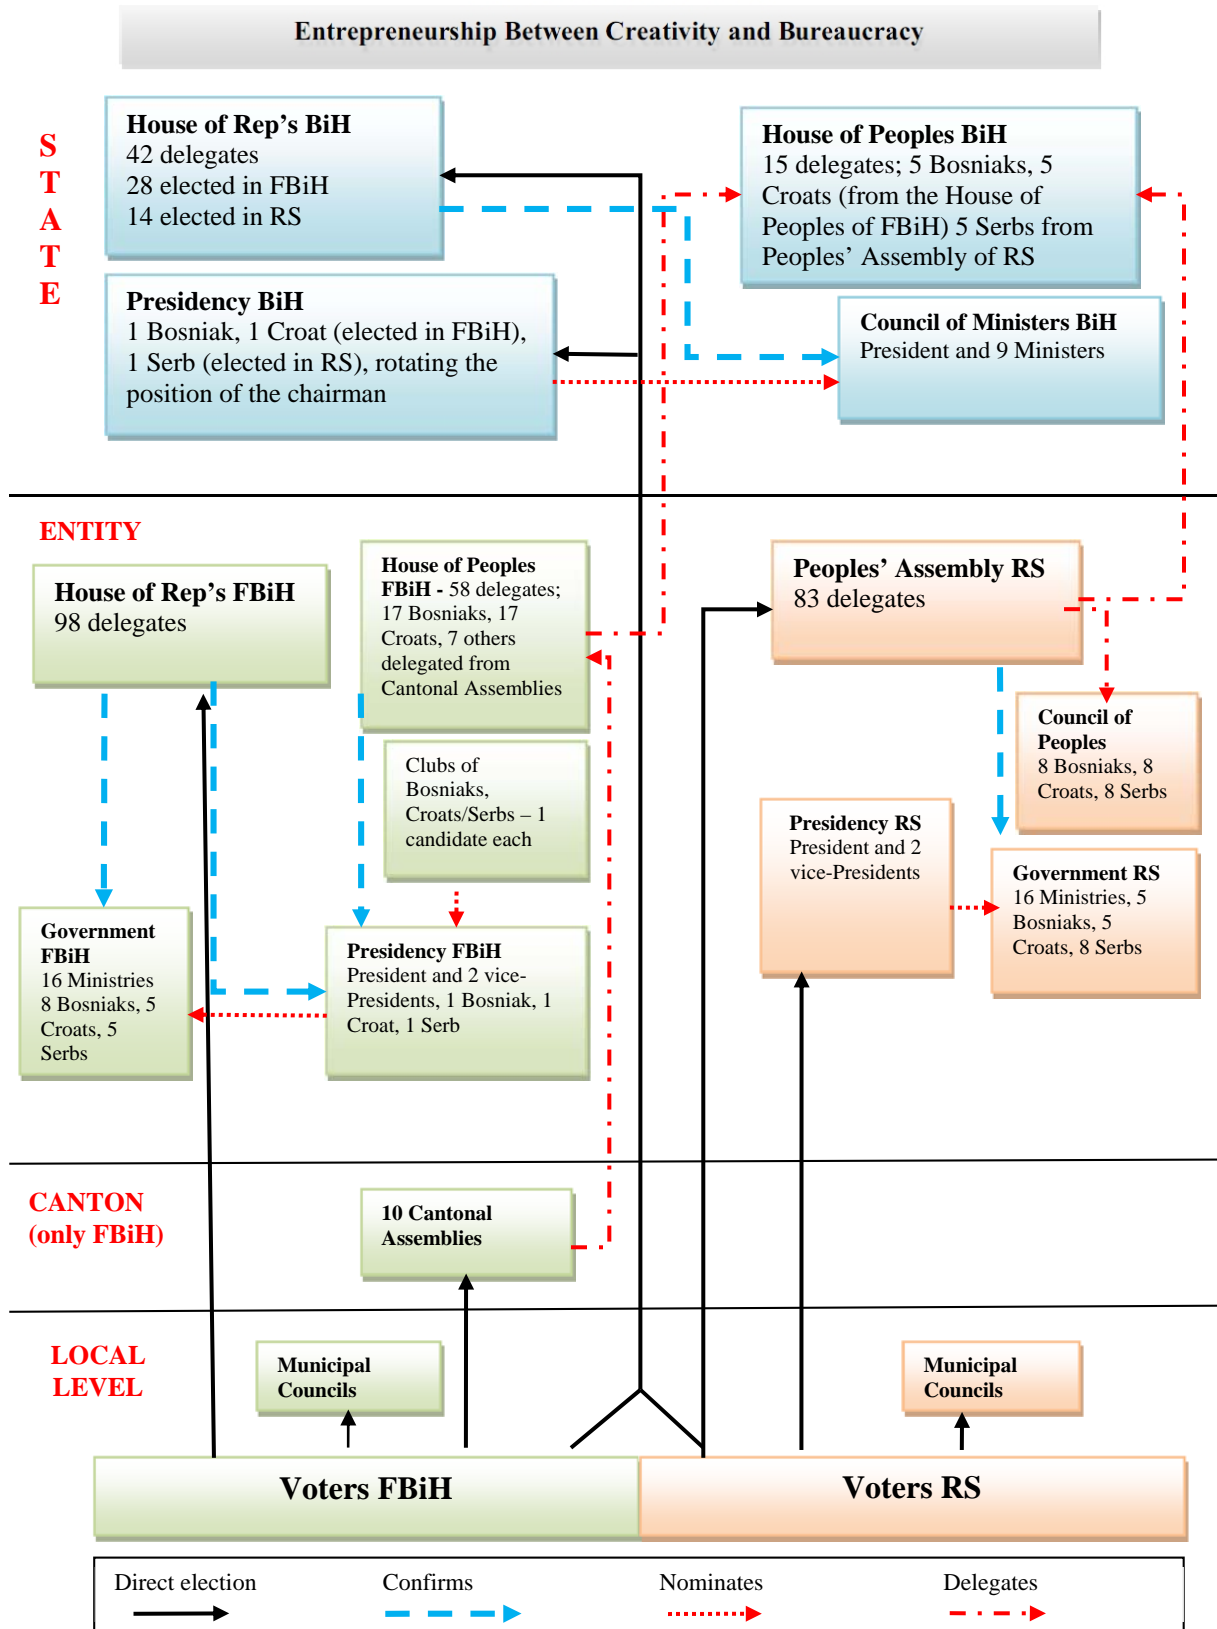 Entrepreneurship Between Creativity and Bureaucracy
S
T
A
T
E
House of Rep's BiH
42 delegates
28 elected in FBiH
14 elected in RS
House of Peoples BiH
15 delegates; 5 Bosniaks, 5
Croats (from the House of
Peoples of FBiH) 5 Serbs from
Peoples' Assembly of RS
Presidency BiH
1 Bosniak, 1 Croat (elected in FBiH),
1 Serb (elected in RS), rotating the
position of the chairman
Council of Ministers BiH
President and 9 Ministers
ENTITY
House of Rep's FBiH
98 delegates
House of Peoples
FBiH - 58 delegates;
17 Bosniaks, 17
Croats, 7 others
delegated from
Cantonal Assemblies
Peoples' Assembly RS
83 delegates
Council of
Peoples
8 Bosniaks, 8
Croats, 8 Serbs
Clubs of
Bosniaks,
Croats/Serbs – 1
candidate each
Presidency RS
President and 2
vice-Presidents
Government RS
16 Ministries, 5
Bosniaks, 5
Croats, 8 Serbs
Government
FBiH
16 Ministries
8 Bosniaks, 5
Croats, 5
Serbs
Presidency FBiH
President and 2 vice-
Presidents, 1 Bosniak, 1
Croat, 1 Serb
CANTON
(only FBiH)
10 Cantonal
Assemblies
LOCAL
LEVEL
Municipal
Councils
Municipal
Councils
Voters FBiH
Voters RS
Direct election
Confirms
Nominates
Delegates